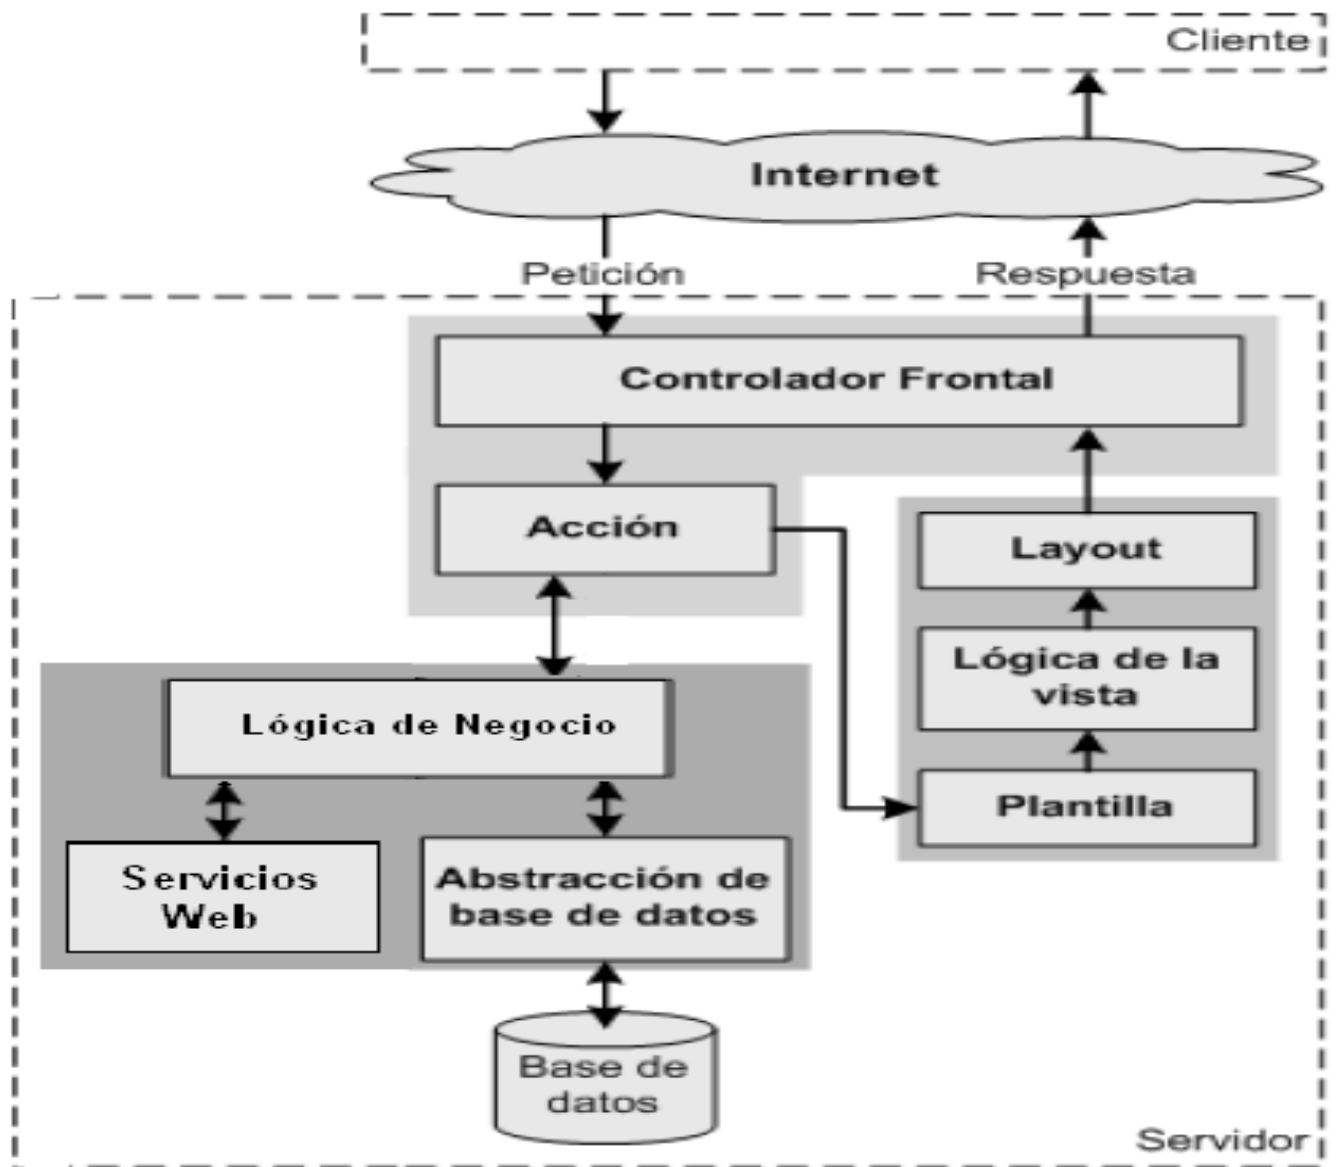 Cliente
Internet
Petición
Respuesta
Controlador Frontal
Acción
Layout
Lógica de la
vista
Plantilla
Lógica de Negocio
Servicios
Web
Abstracción de
base de datos
Base de
datos
Servidor